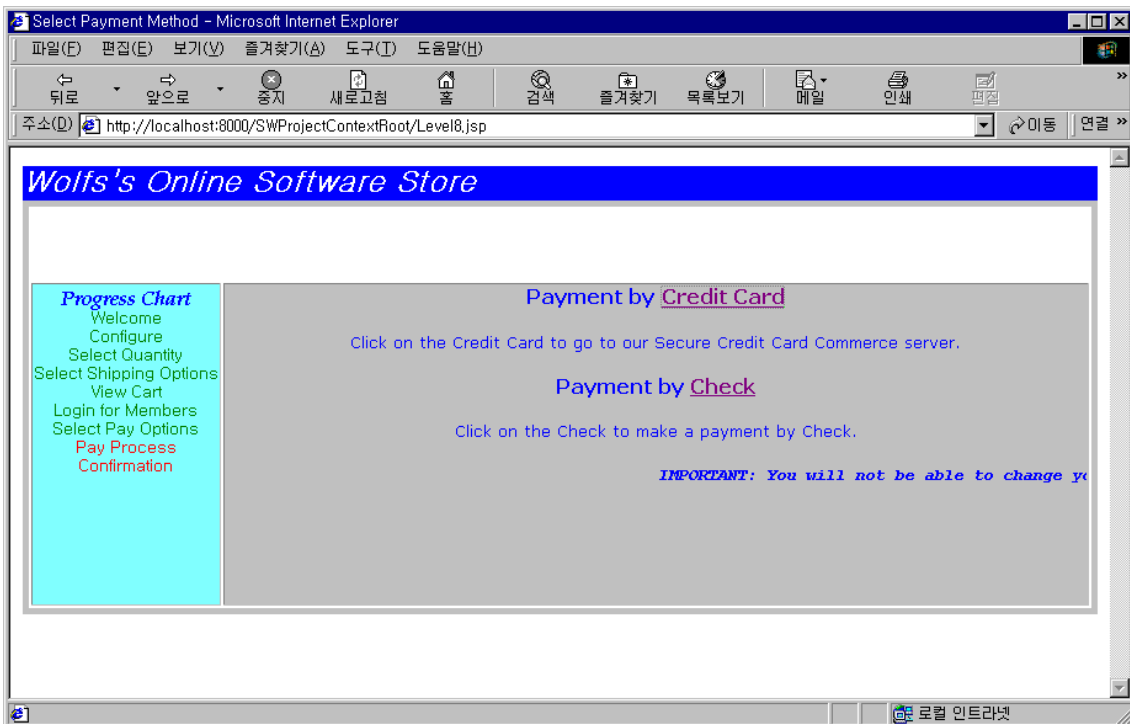 Select Payment Method - Microsoft Internet Explorer
파일(F) 편집(E) 보기(V) 즐겨찾기(A) 도구(T) 도움말(H)
뒤로 앞으로 중지 새로고침 홈 검색 즐겨찾기 목록보기 메일 인쇄 편집 »
주소(D) http://localhost:8000/SWProjectContextRoot/Level8.jsp 이동 연결 »
Wolfs's Online Software Store
Progress Chart
Welcome
Configure
Select Quantity
Select Shipping Options
View Cart
Login for Members
Select Pay Options
Pay Process
Confirmation
Payment by Credit Card
Click on the Credit Card to go to our Secure Credit Card Commerce server.
Payment by Check
Click on the Check to make a payment by Check.
IMPORTANT: You will not be able to change
로컬 인트라넷